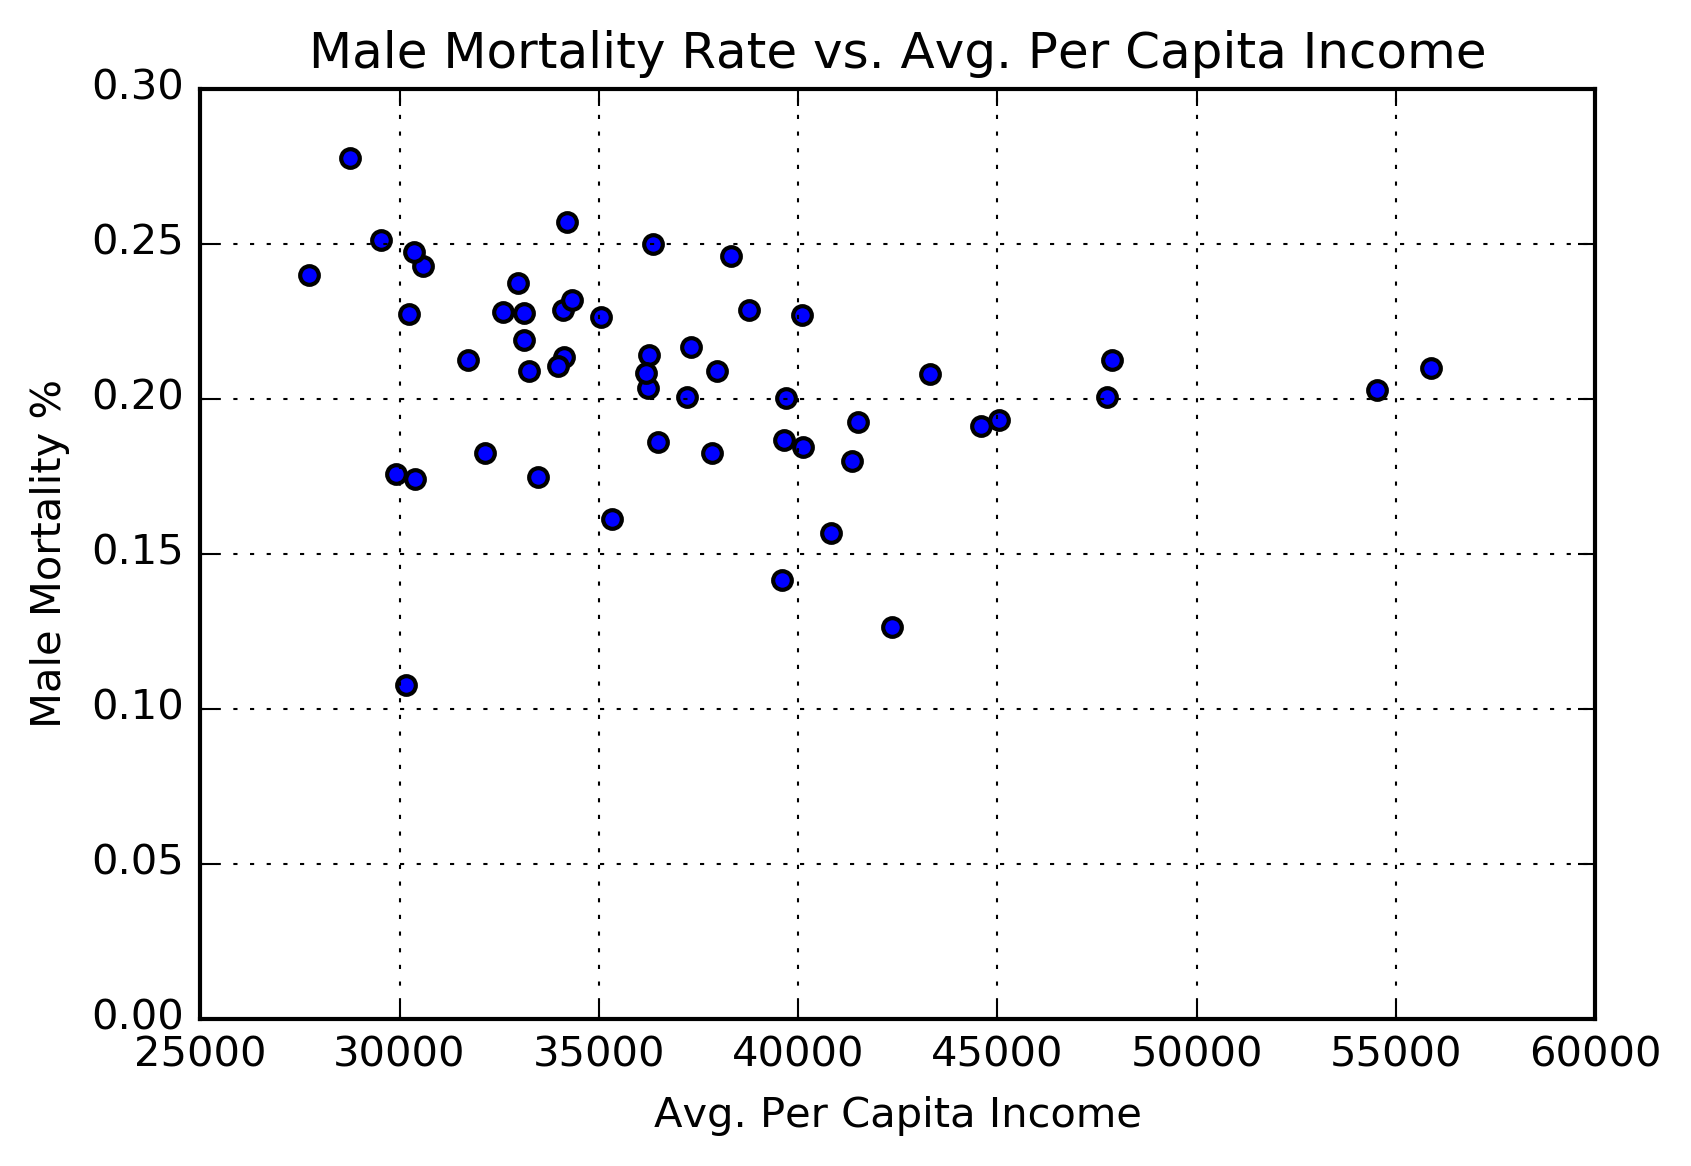 Male Mortality Rate vs. Avg. Per Capita Income
0.30
0.25
0.20
0.15
0.10
0.05
0.00
Male Mortality %
25000 30000 35000 40000 45000 50000 55000 60000
Avg. Per Capita Income